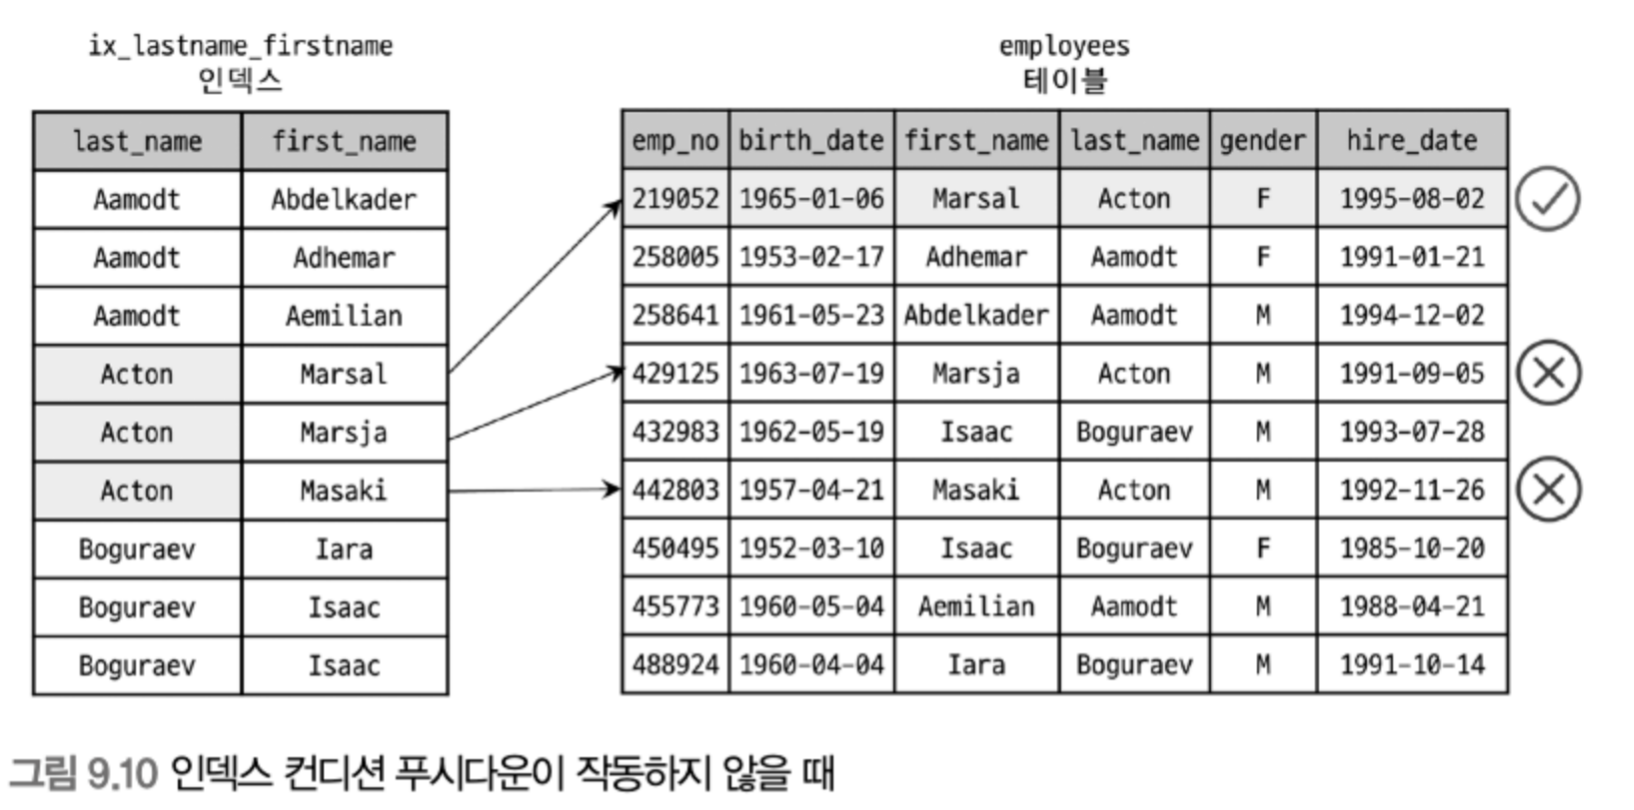 ix_lastname_firstname
인덱스
last_name first_name
Aamodt Abdelkader
Aamodt Adhemar
Aamodt Aemilian
Acton Marsal
Acton Marsja
Acton Masaki
Boguraev Iara
Boguraev Isaac
Boguraev Isaac
employees
테이블
emp_no birth_date first_name last_name gender hire_date
219052 1965-01-06 Marsal Acton F 1995-08-02
258005 1953-02-17 Adhemar Aamodt F 1991-01-21
258641 1961-05-23 Abdelkader Aamodt M 1994-12-02
429125 1963-07-19 Marsja Acton M 1991-09-05
432983 1962-05-19 Isaac Boguraev M 1993-07-28
442803 1957-04-21 Masaki Acton M 1992-11-26
450495 1952-03-10 Isaac Boguraev F 1985-10-20
455773 1960-05-04 Aemilian Aamodt M 1988-04-21
488924 1960-04-04 Iara Boguraev M 1991-10-14
그림 9.10 인덱스 컨디션 푸시다운이 작동하지 않을 때